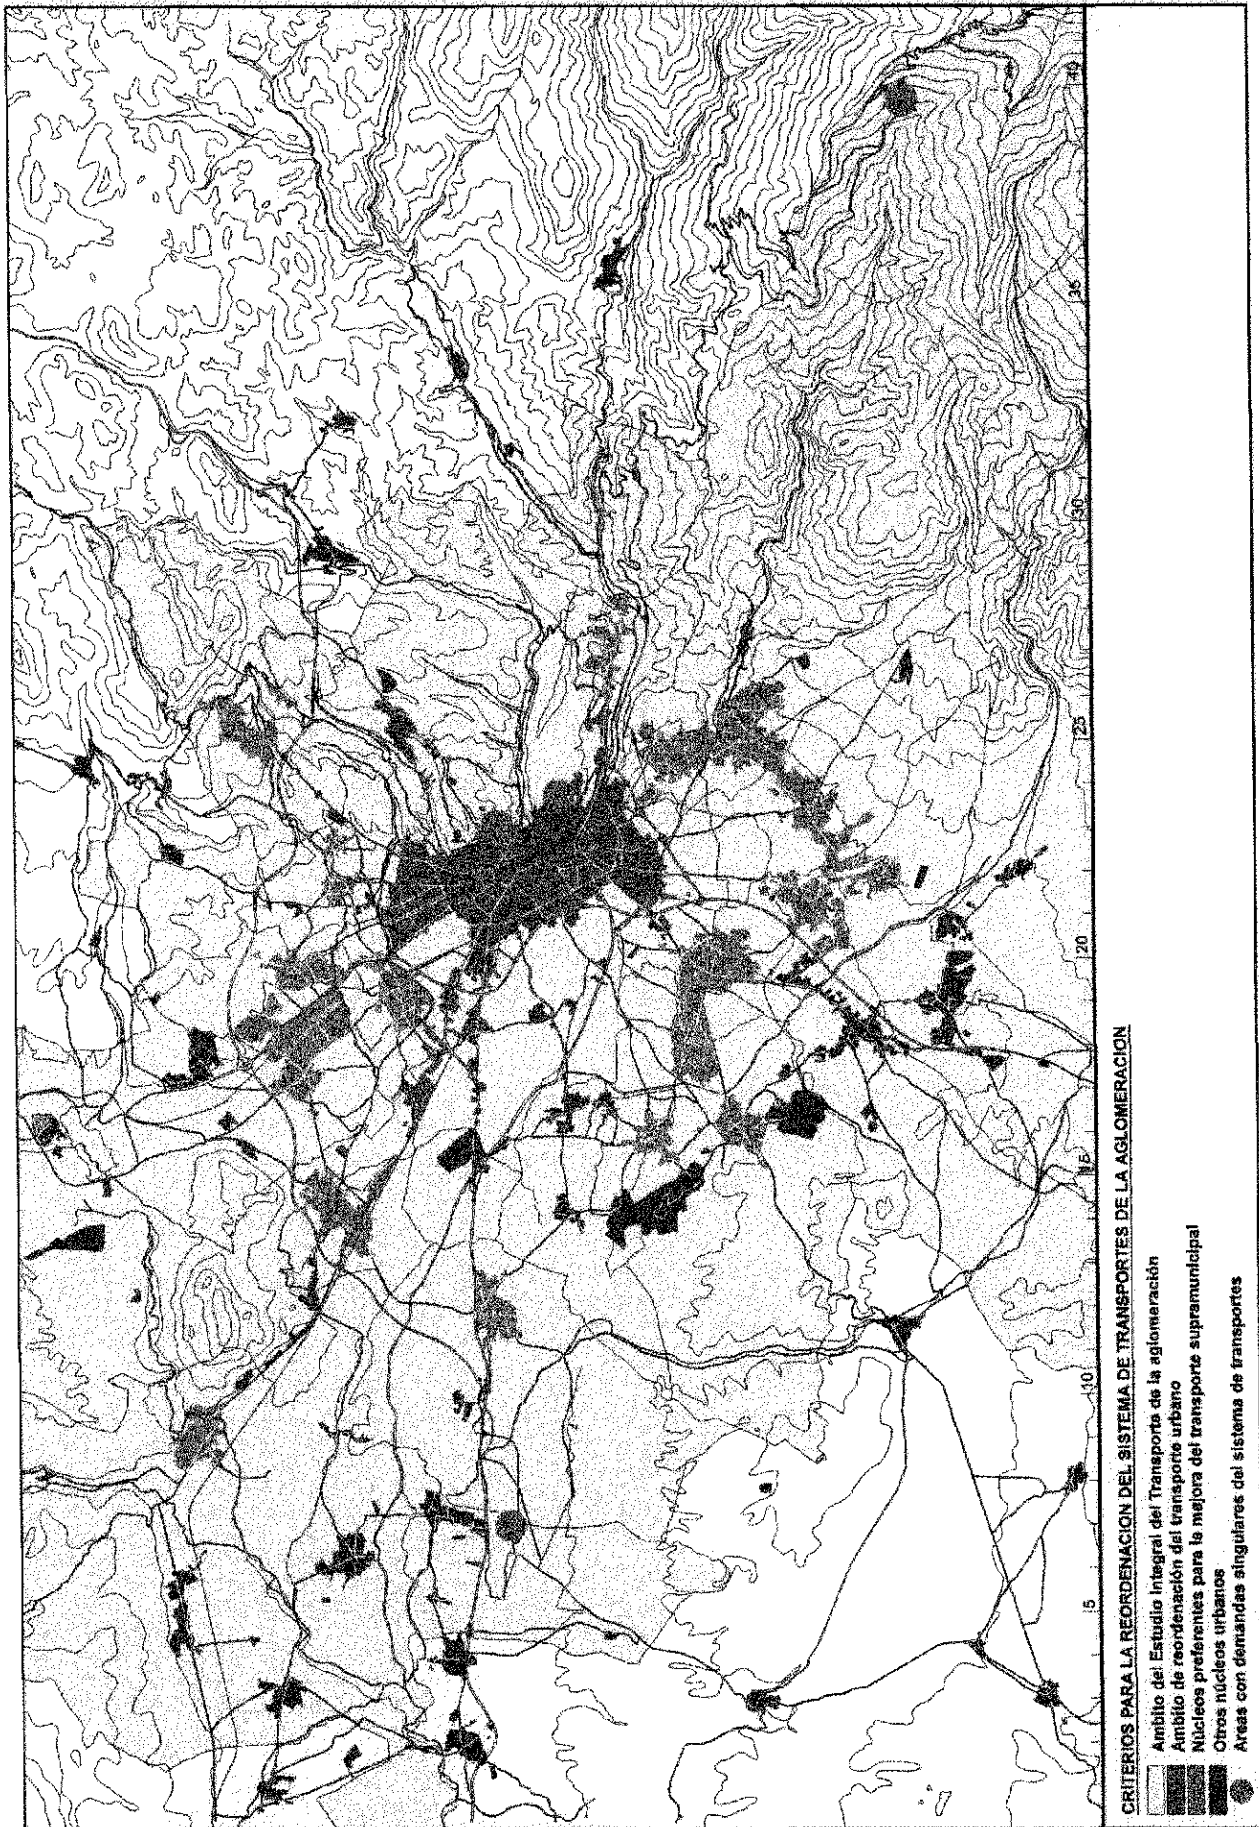 CRITERIOS PARA LA REORDENACION DEL SISTEMA DE TRANSPORTES DE LA AGLOMERACION
Ambito del Estudio Integral del Transporte de la aglomeración
Ambito de reordenación del transporte urbano
Núcleos preferentes para la mejora del transporte supramunicipal
Otros núcleos urbanos
Areas con demandas singulares del sistema de transportes
5
10
15
20
25
30
35
40